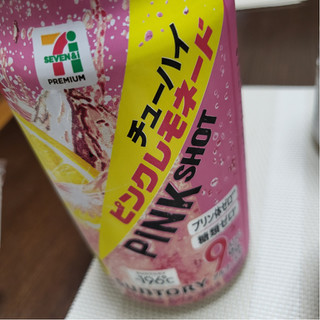 7
SEVEN&i
PREMIUM
チューハイ
ピンクレモネード
PINK SHOT
プリン体ゼロ
糖類ゼロ
9
-196℃
SUNTORY